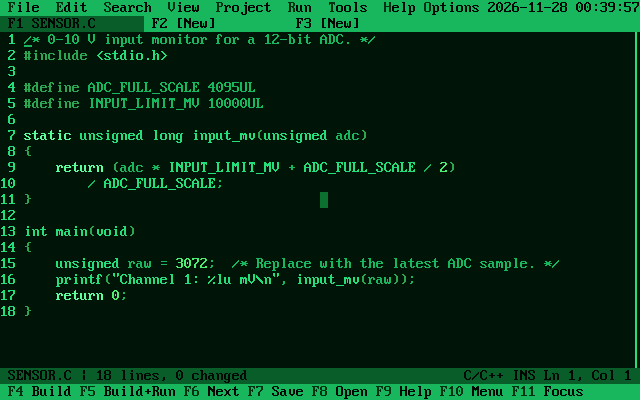 File Edit Search View Project Run Tools Help Options 2026-11-28 00:39:57
F1 SENSOR.C F2 [New] F3 [New]
1 /* 0-10 V input monitor for a 12-bit ADC. */
2 #include <stdio.h>
3
4 #define ADC_FULL_SCALE 4095UL
5 #define INPUT_LIMIT_MV 10000UL
6
7 static unsigned long input_mv(unsigned adc)
8 {
9     return (adc * INPUT_LIMIT_MV + ADC_FULL_SCALE / 2)
10         / ADC_FULL_SCALE;
11 }
12
13 int main(void)
14 {
15     unsigned raw = 3072;  /* Replace with the latest ADC sample. */
16     printf("Channel 1: %lu mV\n", input_mv(raw));
17     return 0;
18 }
SENSOR.C | 18 lines, 0 changed C/C++ INS Ln 1, Col 1
F4 Build F5 Build+Run F6 Next F7 Save F8 Open F9 Help F10 Menu F11 Focus